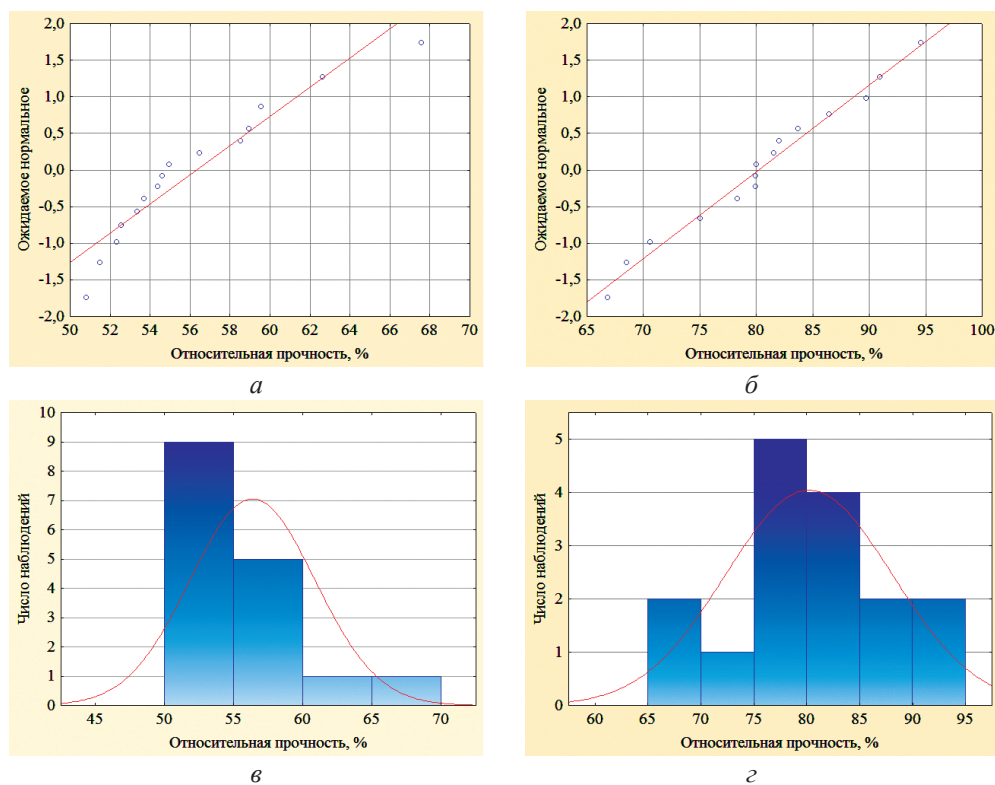 2,0
1,5
1,0
0,5
0,0
-0,5
-1,0
-1,5
-2,0
Ожидаемое нормальное
50 52 54 56 58 60 62 64 66 68 70
Относительная прочность, %
а
2,0
1,5
1,0
0,5
0,0
-0,5
-1,0
-1,5
-2,0
Ожидаемое нормальное
65 70 75 80 85 90 95 100
Относительная прочность, %
б
10
9
8
7
6
5
4
3
2
1
0
Число наблюдений
45 50 55 60 65 70
Относительная прочность, %
в
5
4
3
2
1
0
Число наблюдений
60 65 70 75 80 85 90 95
Относительная прочность, %
г